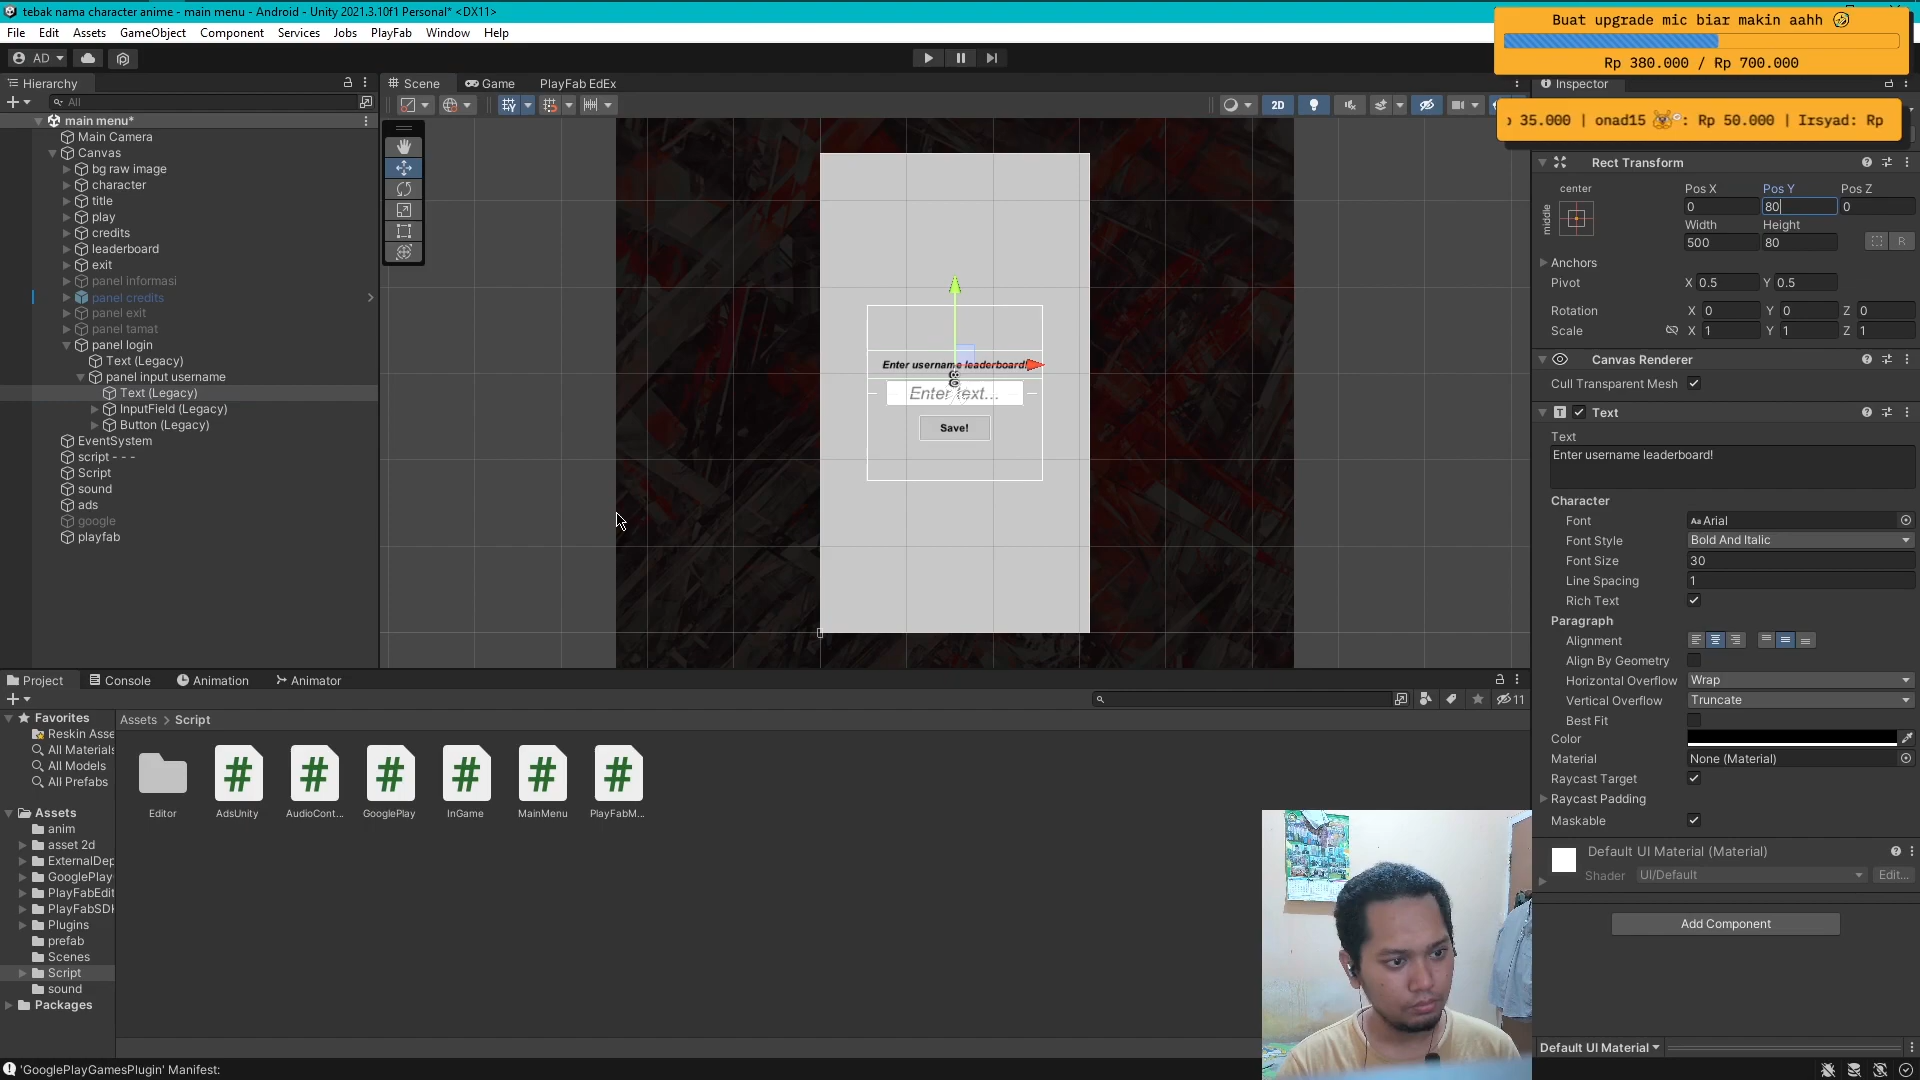 tebak nama character anime - main menu - Android - Unity 2021.3.10f1 Personal* <DX11>
File Edit Assets GameObject Component Services Jobs PlayFab Window Help
Buat upgrade mic biar makin aahh
Rp 380.000 / Rp 700.000
35.000 | onad15 : Rp 50.000 | Irsyad: Rp
AD
Hierarchy
All
main menu*
Main Camera
Canvas
bg raw image
character
title
play
credits
leaderboard
exit
panel informasi
panel credits
panel exit
panel tamat
panel login
Text (Legacy)
panel input username
Text (Legacy)
InputField (Legacy)
Button (Legacy)
EventSystem
script - - -
Script
sound
ads
google
playfab
Scene Game PlayFab EdEx
2D
Enter username leaderboard!
Save!
Inspector
Rect Transform
center
middle
Pos X Pos Y Pos Z
0 80 0
Width Height
500 80
R
Anchors
Pivot X 0.5 Y 0.5
Rotation X 0 Y 0 Z 0
Scale X 1 Y 1 Z 1
Canvas Renderer
Cull Transparent Mesh
Text
Text
Enter username leaderboard!
Character
Font Arial
Font Style Bold And Italic
Font Size 30
Line Spacing 1
Rich Text
Paragraph
Alignment
Align By Geometry
Horizontal Overflow Wrap
Vertical Overflow Truncate
Best Fit
Color
Material None (Material)
Raycast Target
Raycast Padding
Maskable
Default UI Material (Material)
Shader UI/Default Edit...
Add Component
Default UI Material
Project Console Animation Animator
11
Favorites
Reskin Asse
All Materials
All Models
All Prefabs
Assets
anim
asset 2d
ExternalDep
GooglePlay
PlayFabEdit
PlayFabSDK
Plugins
prefab
Scenes
Script
sound
Packages
Assets > Script
Editor
AdsUnity
AudioCont...
GooglePlay
InGame
MainMenu
PlayFabM...
'GooglePlayGamesPlugin' Manifest: